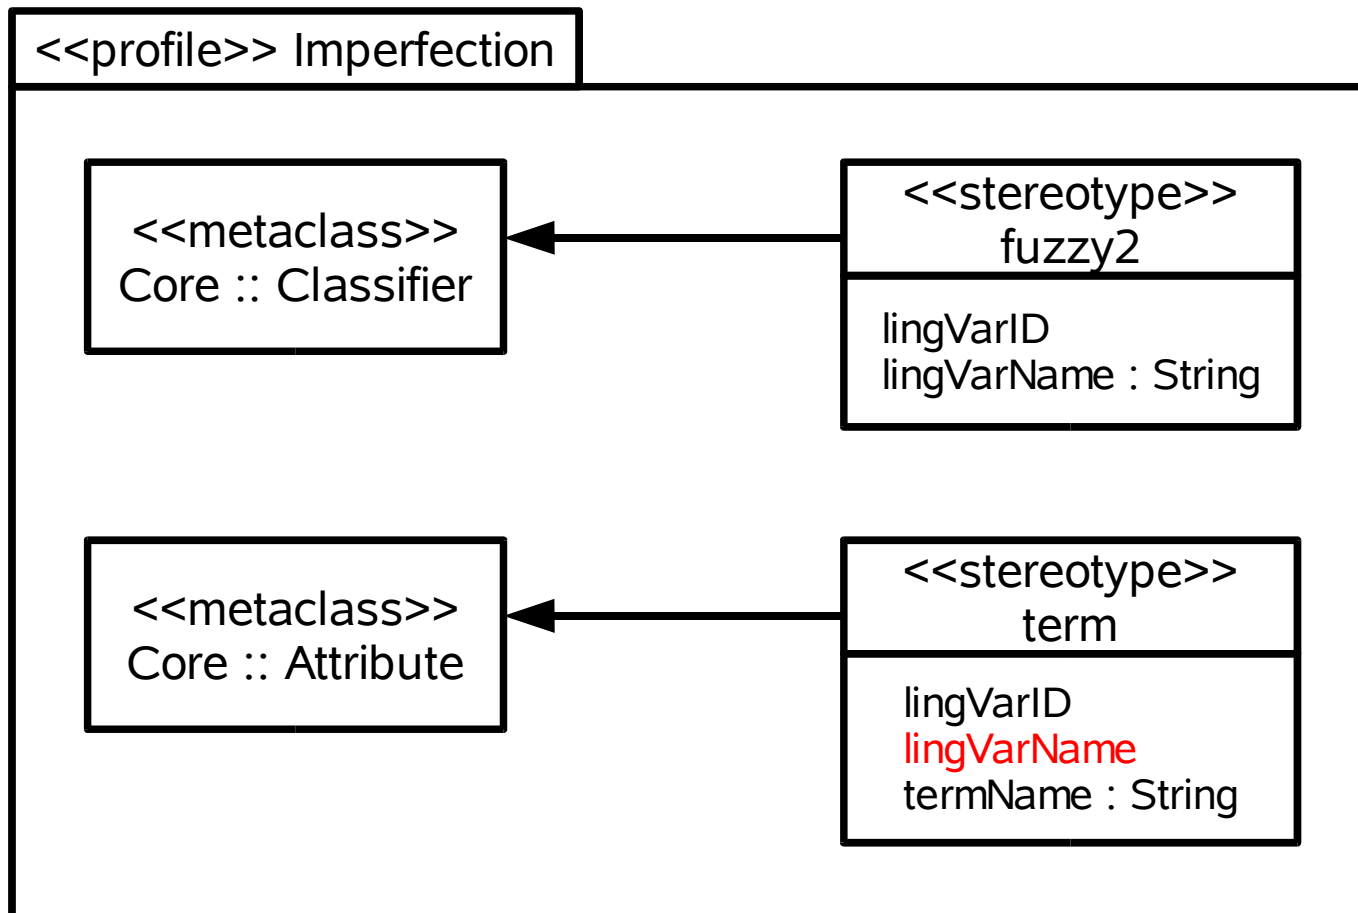 <<profile>> Imperfection
<<metaclass>>
Core :: Classifier
<<stereotype>>
fuzzy2
lingVarID
lingVarName : String
<<metaclass>>
Core :: Attribute
<<stereotype>>
term
lingVarID
lingVarName
termName : String